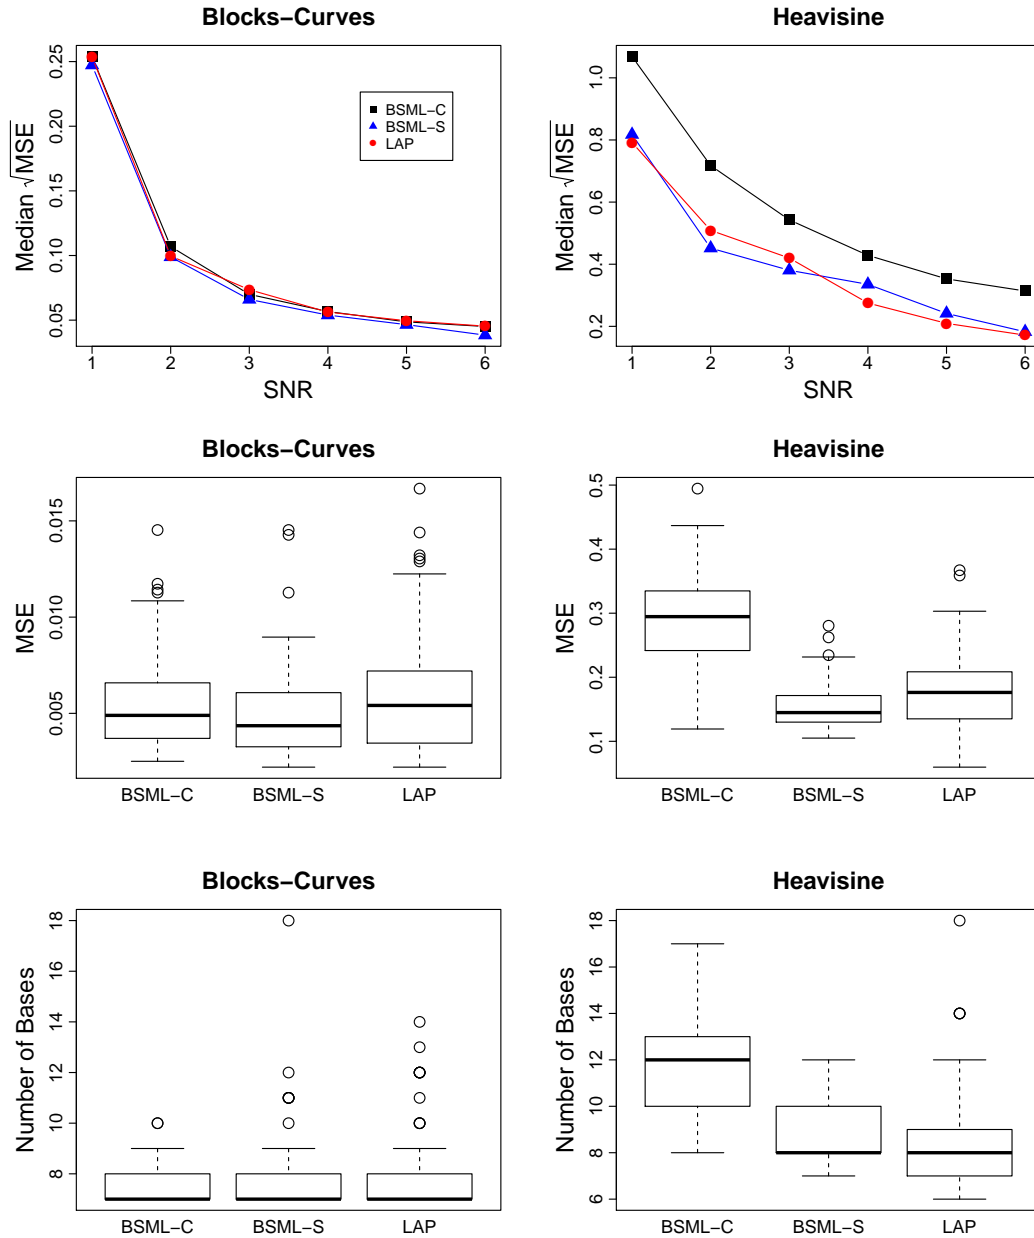 Blocks−Curves
Median √MSE
0.25
0.20
0.15
0.10
0.05
BSML−C
BSML−S
LAP
1 2 3 4 5 6
SNR
Heavisine
Median √MSE
1.0
0.8
0.6
0.4
0.2
1 2 3 4 5 6
SNR
Blocks−Curves
MSE
0.015
0.010
0.005
BSML−C BSML−S LAP
Heavisine
MSE
0.5
0.4
0.3
0.2
0.1
BSML−C BSML−S LAP
Blocks−Curves
Number of Bases
18
16
14
12
10
8
BSML−C BSML−S LAP
Heavisine
Number of Bases
18
16
14
12
10
8
6
BSML−C BSML−S LAP